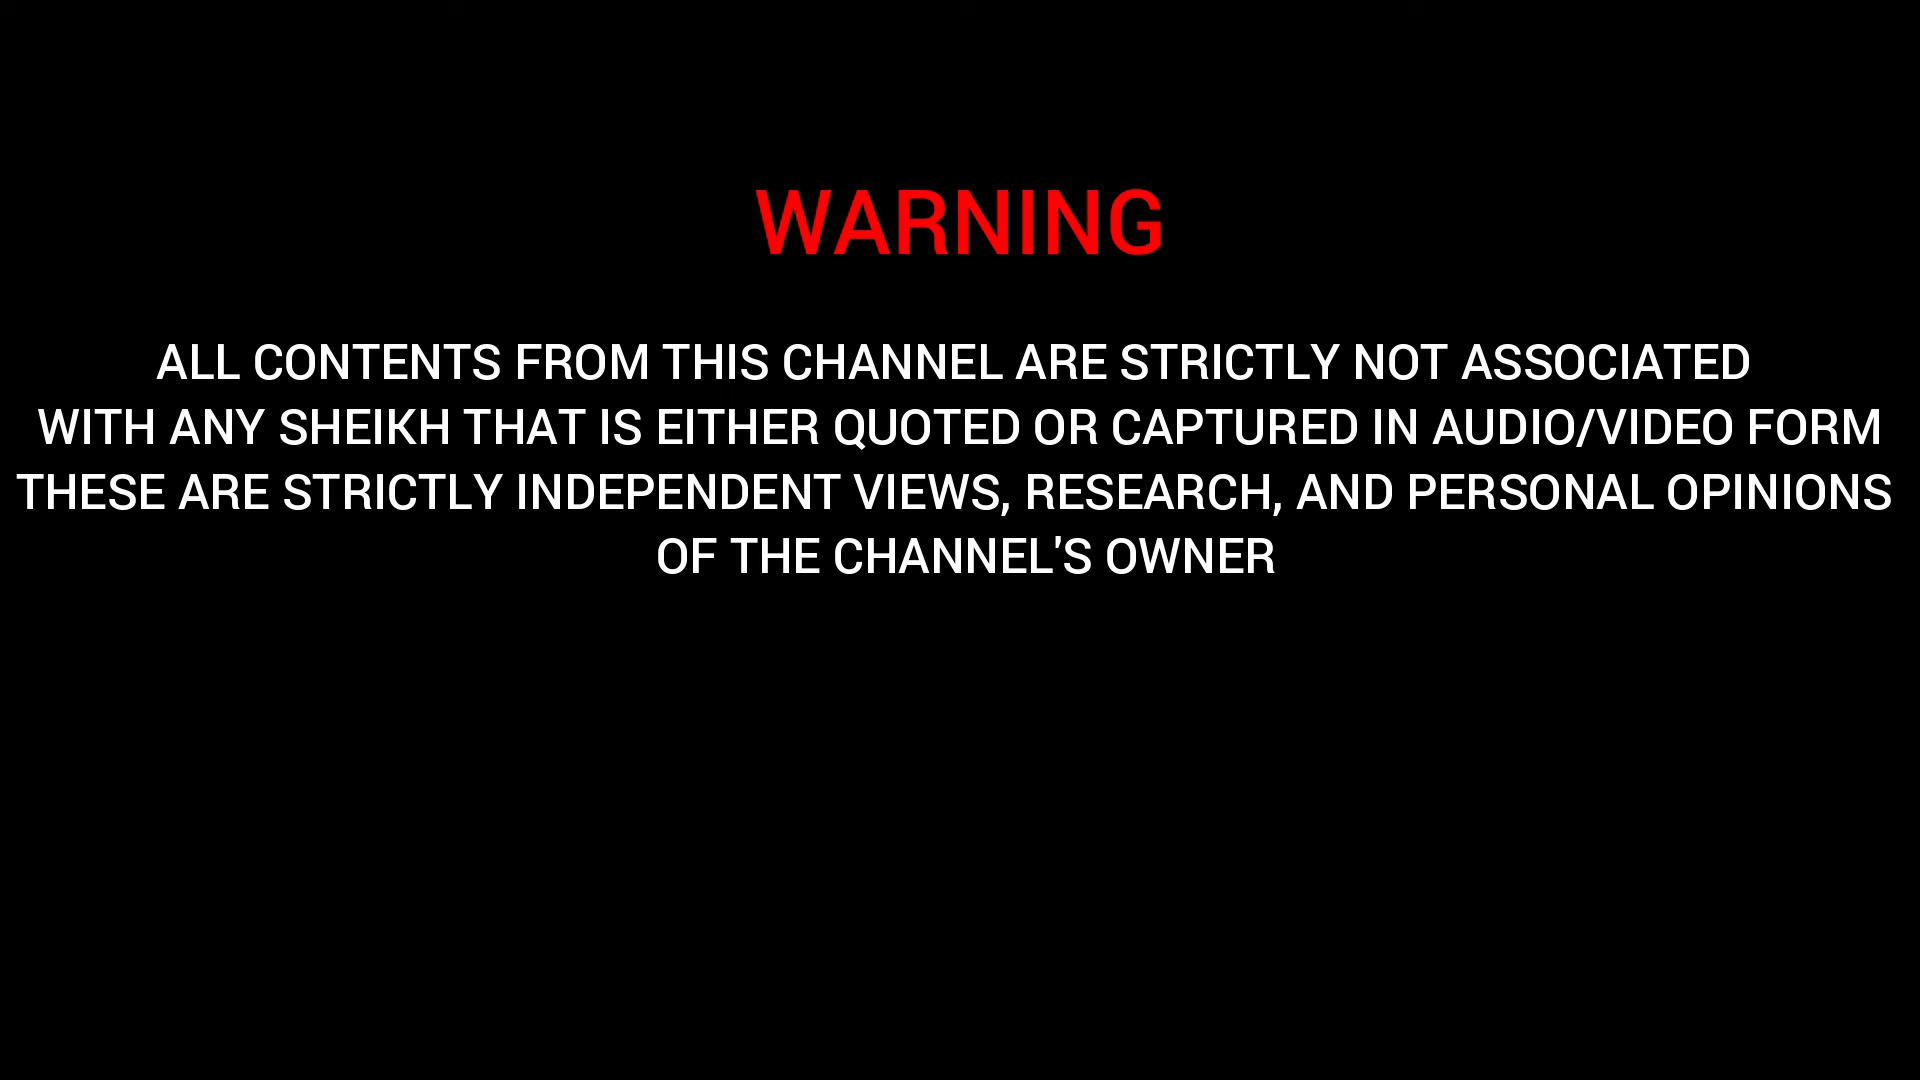 WARNING
ALL CONTENTS FROM THIS CHANNEL ARE STRICTLY NOT ASSOCIATED
WITH ANY SHEIKH THAT IS EITHER QUOTED OR CAPTURED IN AUDIO/VIDEO FORM
THESE ARE STRICTLY INDEPENDENT VIEWS, RESEARCH, AND PERSONAL OPINIONS
OF THE CHANNEL'S OWNER